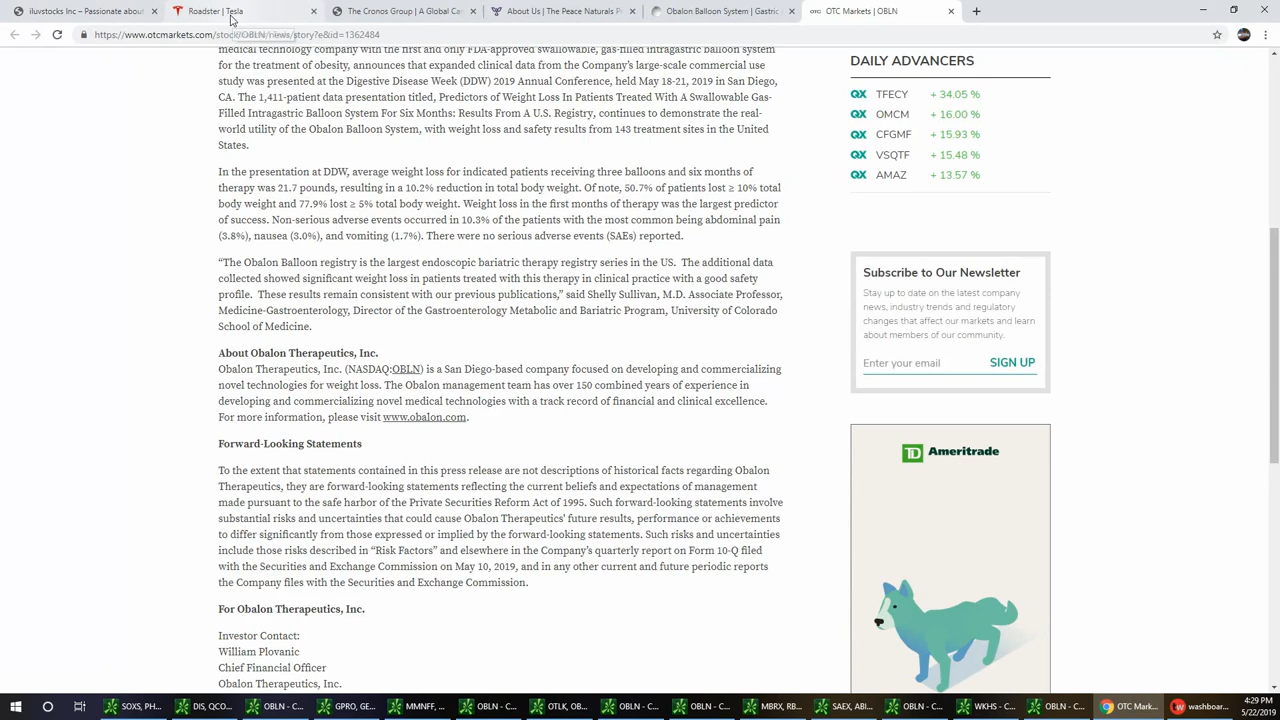 iluvstocks Inc – Passionate about
Roadster | Tesla
The Cronos Group | A Global Ca
About Us | The Peace Naturals P
Obalon Balloon System | Gastric
OTC Markets | OBLN
https://www.otcmarkets.com/stock/OBLN/news/story?e&id=1362484
medical technology company with the first and only FDA-approved swallowable, gas-filled intragastric balloon system
for the treatment of obesity, announces that expanded clinical data from the Company's large-scale commercial use
study was presented at the Digestive Disease Week (DDW) 2019 Annual Conference, held May 18-21, 2019 in San Diego,
CA. The 1,411-patient data presentation titled, Predictors of Weight Loss In Patients Treated With A Swallowable Gas-
Filled Intragastric Balloon System For Six Months: Results From A U.S. Registry, continues to demonstrate the real-
world utility of the Obalon Balloon System, with weight loss and safety results from 143 treatment sites in the United
States.
In the presentation at DDW, average weight loss for indicated patients receiving three balloons and six months of
therapy was 21.7 pounds, resulting in a 10.2% reduction in total body weight. Of note, 50.7% of patients lost ≥ 10% total
body weight and 77.9% lost ≥ 5% total body weight. Weight loss in the first months of therapy was the largest predictor
of success. Non-serious adverse events occurred in 10.3% of the patients with the most common being abdominal pain
(3.8%), nausea (3.0%), and vomiting (1.7%). There were no serious adverse events (SAEs) reported.
“The Obalon Balloon registry is the largest endoscopic bariatric therapy registry series in the US. The additional data
collected showed significant weight loss in patients treated with this therapy in clinical practice with a good safety
profile. These results remain consistent with our previous publications,” said Shelly Sullivan, M.D. Associate Professor,
Medicine-Gastroenterology, Director of the Gastroenterology Metabolic and Bariatric Program, University of Colorado
School of Medicine.
About Obalon Therapeutics, Inc.
Obalon Therapeutics, Inc. (NASDAQ:OBLN) is a San Diego-based company focused on developing and commercializing
novel technologies for weight loss. The Obalon management team has over 150 combined years of experience in
developing and commercializing novel medical technologies with a track record of financial and clinical excellence.
For more information, please visit www.obalon.com.
Forward-Looking Statements
To the extent that statements contained in this press release are not descriptions of historical facts regarding Obalon
Therapeutics, they are forward-looking statements reflecting the current beliefs and expectations of management
made pursuant to the safe harbor of the Private Securities Reform Act of 1995. Such forward-looking statements involve
substantial risks and uncertainties that could cause Obalon Therapeutics' future results, performance or achievements
to differ significantly from those expressed or implied by the forward-looking statements. Such risks and uncertainties
include those risks described in “Risk Factors” and elsewhere in the Company's quarterly report on Form 10-Q filed
with the Securities and Exchange Commission on May 10, 2019, and in any other current and future periodic reports
the Company files with the Securities and Exchange Commission.
For Obalon Therapeutics, Inc.
Investor Contact:
William Plovanic
Chief Financial Officer
Obalon Therapeutics, Inc.
DAILY ADVANCERS
QX TFECY + 34.05 %
QX OMCM + 16.00 %
QX CFGMF + 15.93 %
QX VSQTF + 15.48 %
QX AMAZ + 13.57 %
Subscribe to Our Newsletter
Stay up to date on the latest company
news, industry trends and regulatory
changes that affect our markets and learn
about members of our community.
Enter your email SIGN UP
TD Ameritrade
SOXS, PH...
DIS, QCO...
OBLN - C...
GPRO, GE...
MMNFF, ...
OBLN - C...
OTLK, OB...
OBLN - C...
OBLN - C...
MBRX, RB...
SAEX, ABI...
OBLN - C...
WKHS - C...
OBLN - C...
OTC Mark...
washboar...
4:29 PM
5/22/2019